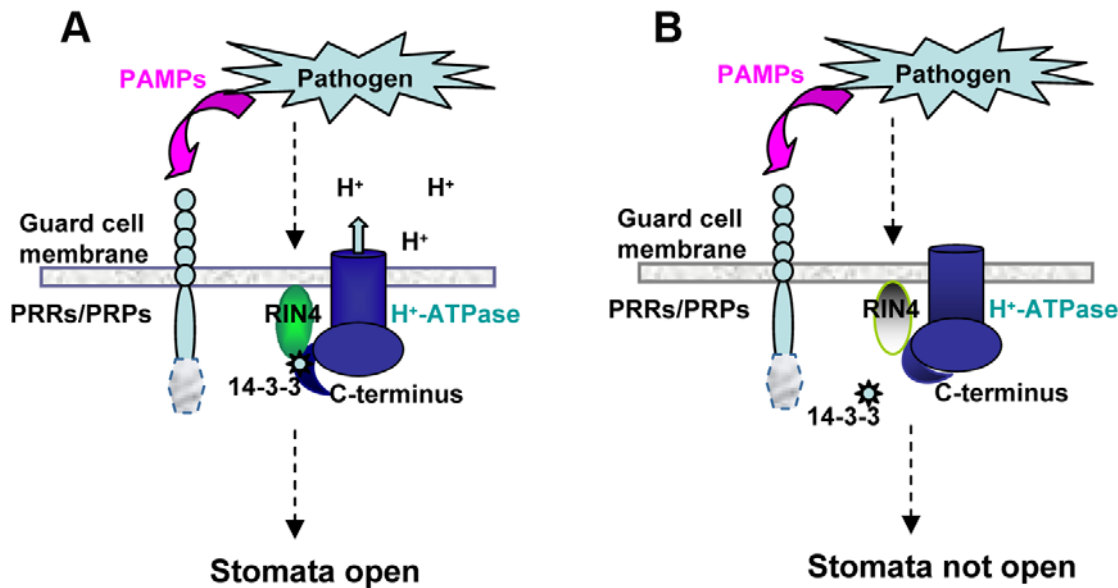 A
PAMPs
Pathogen
H⁺
H⁺
H⁺
Guard cell
membrane
PRRs/PRPs
RIN4
H⁺-ATPase
14-3-3
C-terminus
Stomata open
B
PAMPs
Pathogen
Guard cell
membrane
PRRs/PRPs
RIN4
H⁺-ATPase
C-terminus
14-3-3
Stomata not open